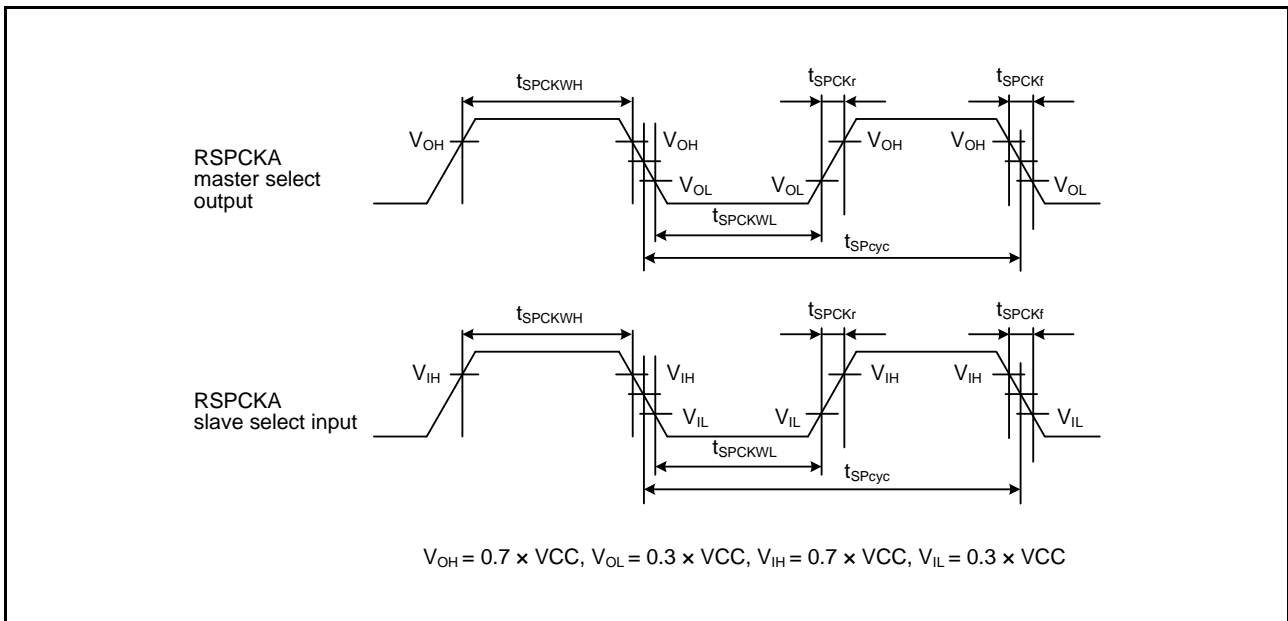 tSPCKWH
tSPCKr
tSPCKf
VOH
VOH
VOH
VOH
RSPCKA
master select
output
VOL
VOL
VOL
tSPCKWL
tSPcyc
tSPCKWH
tSPCKr
tSPCKf
VIH
VIH
VIH
VIH
RSPCKA
slave select input
VIL
VIL
VIL
tSPCKWL
tSPcyc
VOH = 0.7 × VCC, VOL = 0.3 × VCC, VIH = 0.7 × VCC, VIL = 0.3 × VCC